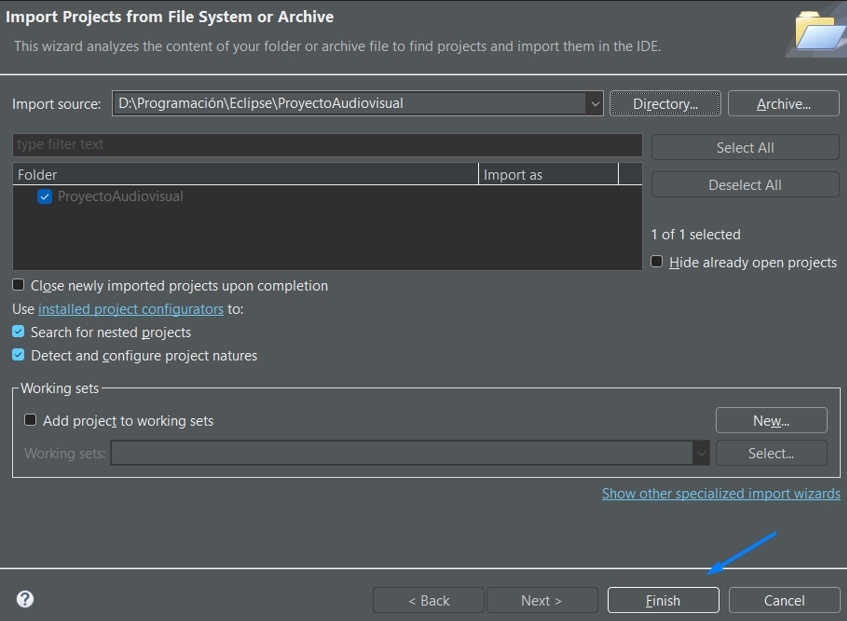 Import Projects from File System or Archive
This wizard analyzes the content of your folder or archive file to find projects and import them in the IDE.
Import source: D:\Programación\Eclipse\ProyectoAudiovisual Directory... Archive...
type filter text
Select All
Folder Import as
Deselect All
ProyectoAudiovisual
1 of 1 selected
Hide already open projects
Close newly imported projects upon completion
Use installed project configurators to:
Search for nested projects
Detect and configure project natures
Working sets
Add project to working sets New...
Working sets: Select...
Show other specialized import wizards
? < Back Next > Finish Cancel